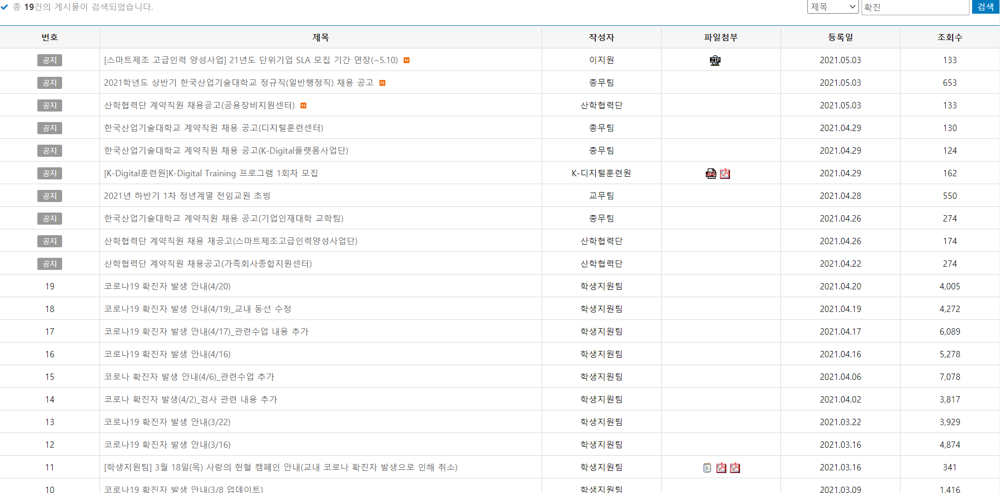 총 19건의 게시물이 검색되었습니다. 제목 확진 검색
번호 제목 작성자 파일첨부 등록일 조회수
공지 [스마트제조 고급인력 양성사업] 21년도 단위기업 SLA 모집 기간 연장(~5.10) N 이지원 ZIP 2021.05.03 133
공지 2021학년도 상반기 한국산업기술대학교 정규직(일반행정직) 채용 공고 N 총무팀 2021.05.03 653
공지 산학협력단 계약직원 채용공고(공용장비지원센터) N 산학협력단 2021.05.03 133
공지 한국산업기술대학교 계약직원 채용 공고(디지털훈련센터) 총무팀 2021.04.29 130
공지 한국산업기술대학교 계약직원 채용 공고(K-Digital플랫폼사업단) 총무팀 2021.04.29 124
공지 [K-Digital훈련원]K-Digital Training 프로그램 1회차 모집 K-디지털훈련원 JPG 2021.04.29 162
공지 2021년 하반기 1차 정년계열 전임교원 초빙 교무팀 2021.04.28 550
공지 한국산업기술대학교 계약직원 채용 공고(기업인재대학 교학팀) 총무팀 2021.04.26 274
공지 산학협력단 계약직원 채용 재공고(스마트제조고급인력양성사업단) 산학협력단 2021.04.26 174
공지 산학협력단 계약직원 채용공고(가족회사종합지원센터) 산학협력단 2021.04.22 274
19 코로나19 확진자 발생 안내(4/20) 학생지원팀 2021.04.20 4,005
18 코로나19 확진자 발생 안내(4/19)_교내 동선 수정 학생지원팀 2021.04.19 4,272
17 코로나19 확진자 발생 안내(4/17)_관련수업 내용 추가 학생지원팀 2021.04.17 6,089
16 코로나19 확진자 발생 안내(4/16) 학생지원팀 2021.04.16 5,278
15 코로나 확진자 발생 안내(4/6)_관련수업 추가 학생지원팀 2021.04.06 7,078
14 코로나 확진자 발생(4/2)_검사 관련 내용 추가 학생지원팀 2021.04.02 3,817
13 코로나19 확진자 발생 안내(3/22) 학생지원팀 2021.03.22 3,929
12 코로나19 확진자 발생 안내(3/16) 학생지원팀 2021.03.16 4,874
11 [학생지원팀] 3월 18일(목) 사랑의 헌혈 캠페인 안내(교내 코로나 확진자 발생으로 인해 취소) 학생지원팀 2021.03.16 341
10 코로나19 확진자 발생 안내(3/8 업데이트) 학생지원팀 2021.03.09 1,416